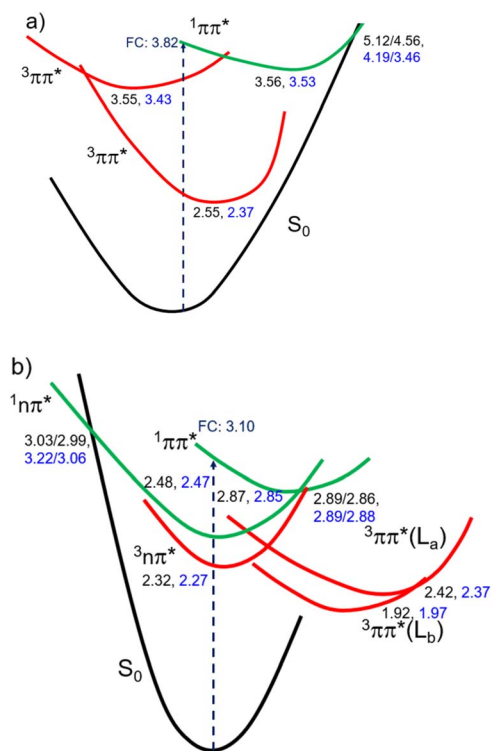 a)
¹ππ*
FC: 3.82
5.12/4.56,
4.19/3.46
³ππ*
3.55, 3.43
3.56, 3.53
³ππ*
2.55, 2.37
S₀
b)
¹nπ*
FC: 3.10
¹ππ*
3.03/2.99,
3.22/3.06
2.48, 2.47
2.87, 2.85
2.89/2.86,
2.89/2.88
³ππ*(Lₐ)
³nπ*
2.32, 2.27
2.42, 2.37
1.92, 1.97
³ππ*(L_b)
S₀